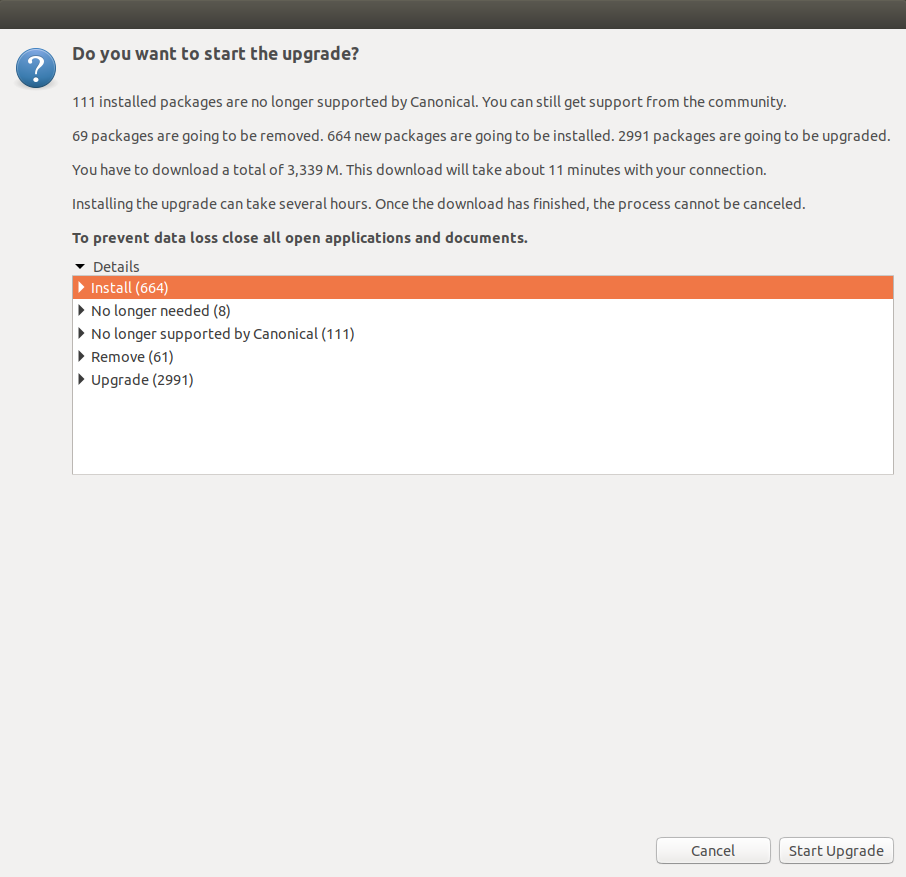 Do you want to start the upgrade?
111 installed packages are no longer supported by Canonical. You can still get support from the community.
69 packages are going to be removed. 664 new packages are going to be installed. 2991 packages are going to be upgraded.
You have to download a total of 3,339 M. This download will take about 11 minutes with your connection.
Installing the upgrade can take several hours. Once the download has finished, the process cannot be canceled.
To prevent data loss close all open applications and documents.
Details
Install (664)
No longer needed (8)
No longer supported by Canonical (111)
Remove (61)
Upgrade (2991)
Cancel
Start Upgrade